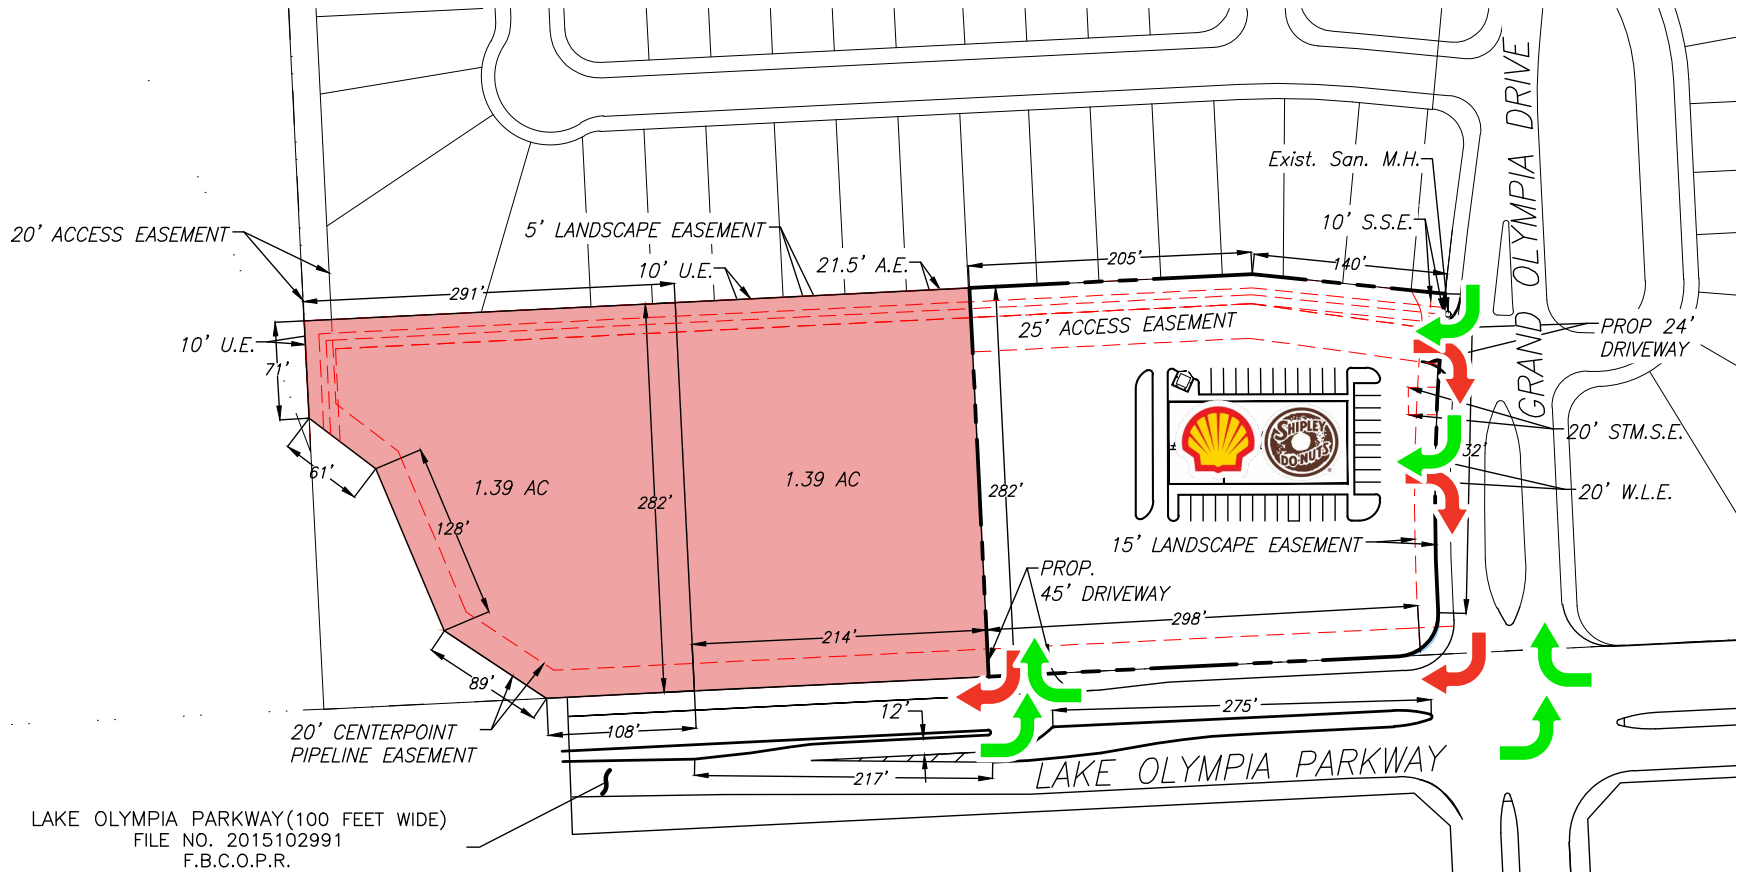 GRAND OLYMPIA DRIVE
Exist. San. M.H.
10' S.S.E.
20' ACCESS EASEMENT
5' LANDSCAPE EASEMENT
10' U.E.
21.5' A.E.
205'
140'
291'
25' ACCESS EASEMENT
PROP 24'
DRIVEWAY
10' U.E.
71'
61'
128'
1.39 AC
282'
1.39 AC
282'
SHIPLEY
DO-NUTS
20' STM.S.E.
32'
20' W.L.E.
15' LANDSCAPE EASEMENT
PROP.
45' DRIVEWAY
298'
214'
89'
20' CENTERPOINT
PIPELINE EASEMENT
108'
12'
275'
217'
LAKE OLYMPIA PARKWAY
LAKE OLYMPIA PARKWAY(100 FEET WIDE)
FILE NO. 2015102991
F.B.C.O.P.R.